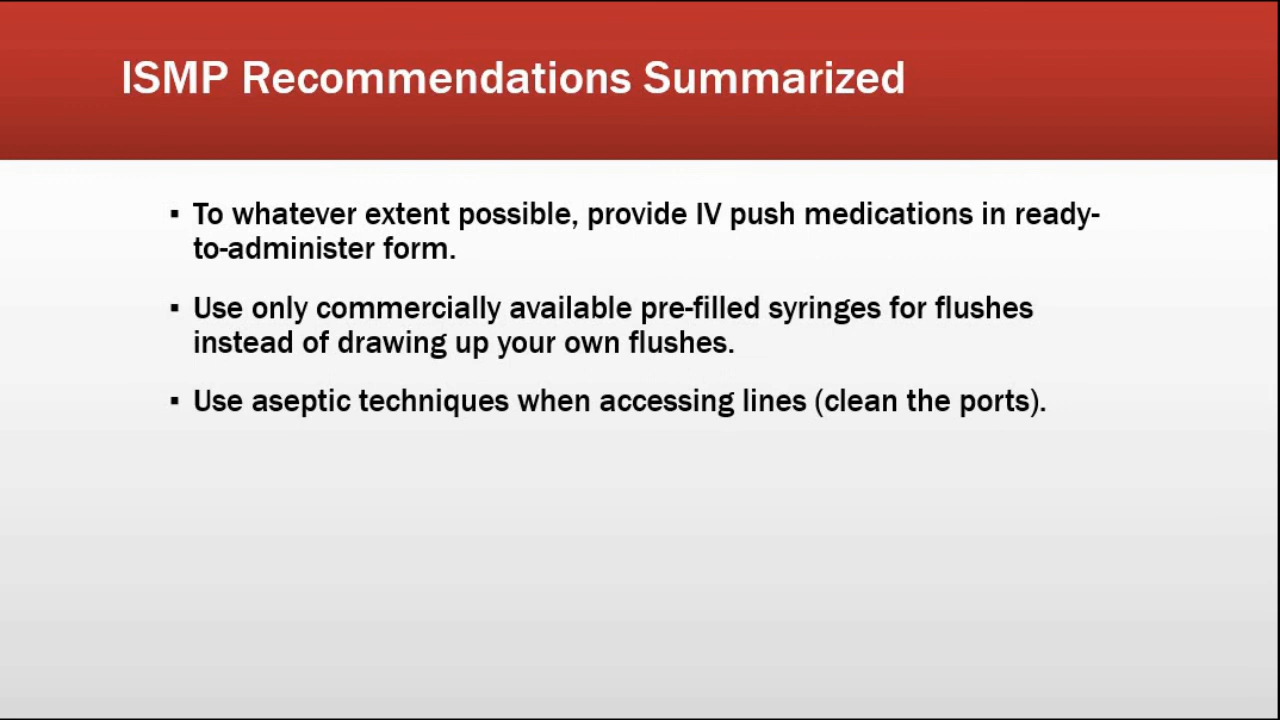 ISMP Recommendations Summarized
▪ To whatever extent possible, provide IV push medications in ready-
to-administer form.
▪ Use only commercially available pre-filled syringes for flushes
instead of drawing up your own flushes.
▪ Use aseptic techniques when accessing lines (clean the ports).